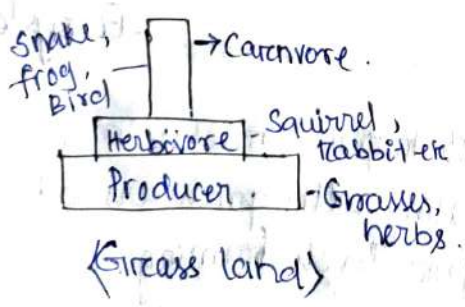 Snake,
frog,
Bird
→ Carnivore.
Herbivore - Squirrel,
Rabbit etc
Producer. - Grasses,
herbs.
(Grass land)